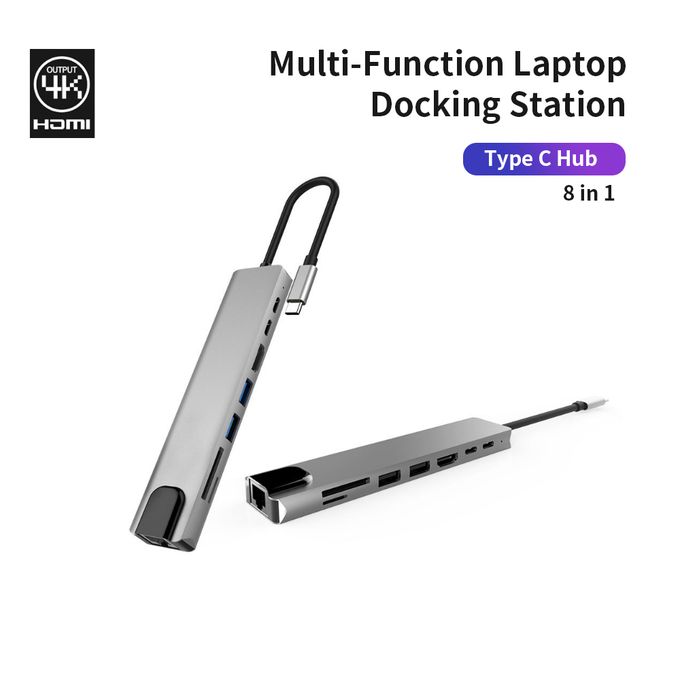 OUTPUT
4K
HDMI
Multi-Function Laptop
Docking Station
Type C Hub
8 in 1